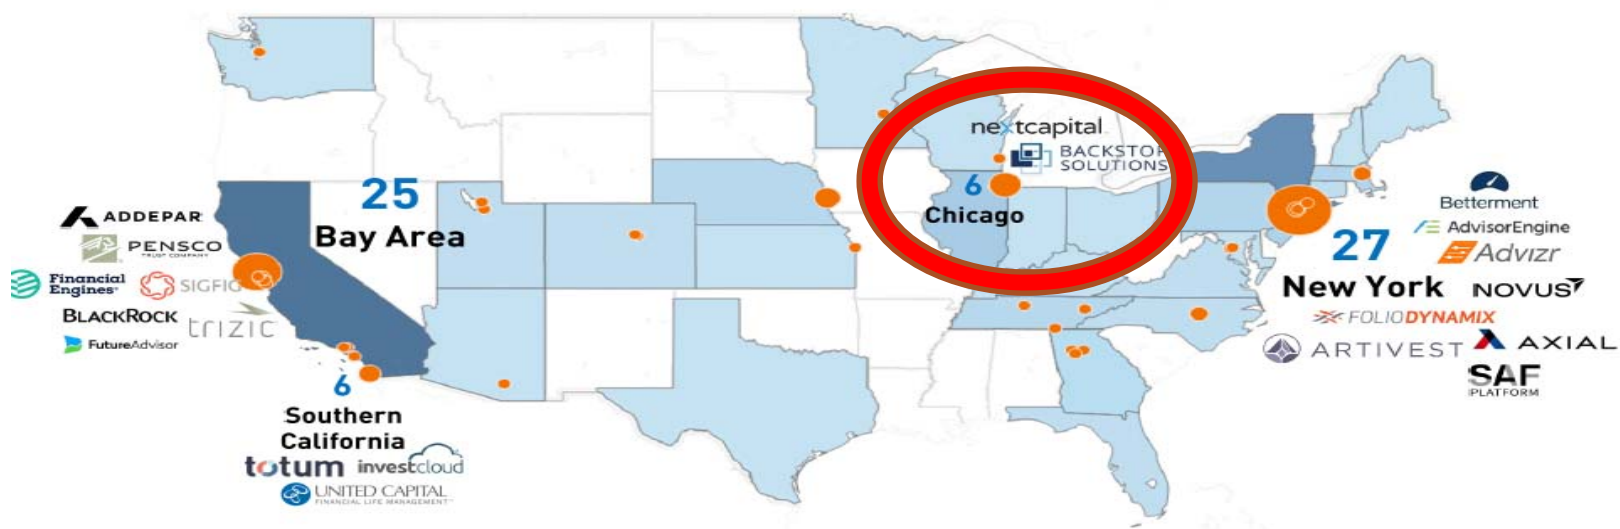 25
Bay Area
ADDEPAR
PENSCO
TRUST COMPANY
Financial
Engines
SIGFIG
BLACKROCK
trizic
FutureAdvisor
6
Southern
California
totum
investcloud
UNITED CAPITAL
FINANCIAL LIFE MANAGEMENT
nextcapital
BACKSTOP
SOLUTIONS
6
Chicago
27
New York
Betterment
AdvisorEngine
Advizr
NOVUS
FOLIODYNAMIX
ARTIVEST
AXIAL
SAF
PLATFORM